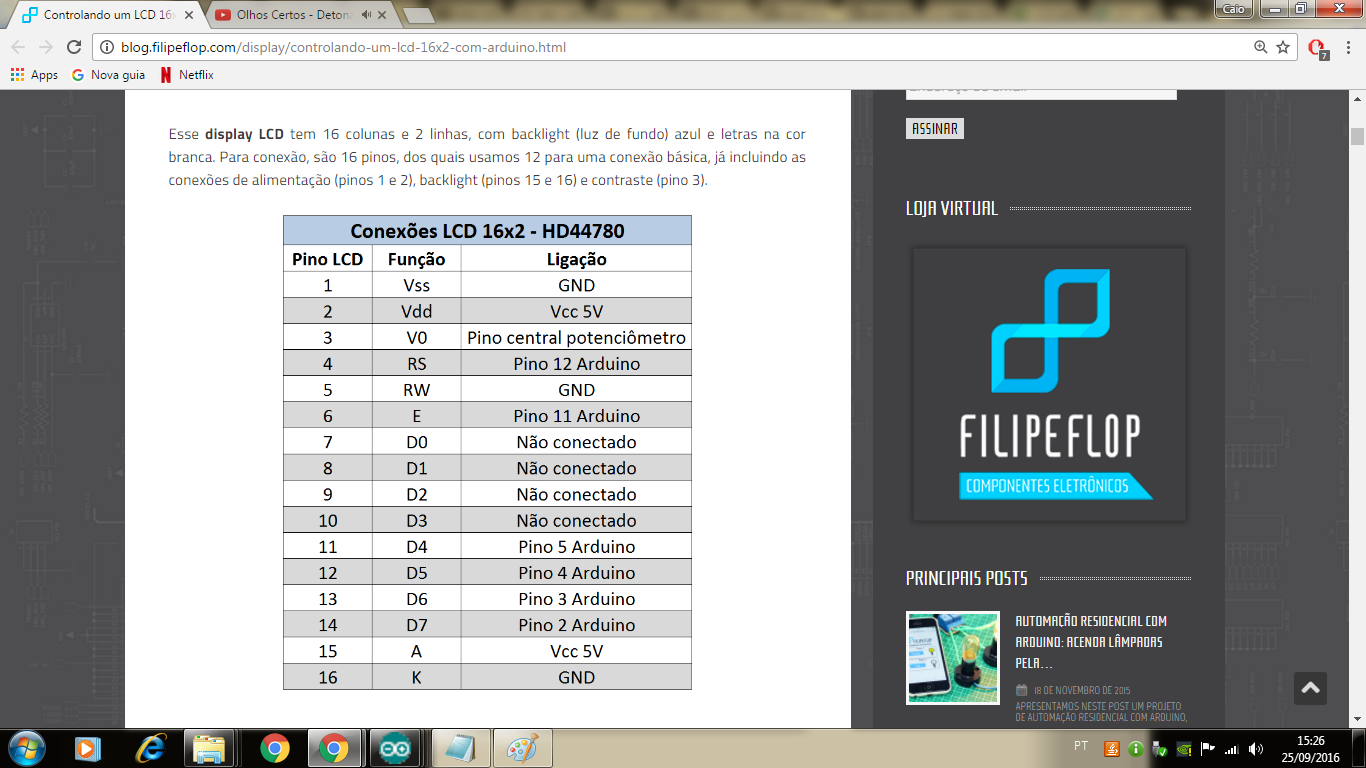 Controlando um LCD 16x
Olhos Certos - Detona
Caio
blog.filipeflop.com/display/controlando-um-lcd-16x2-com-arduino.html
7
Apps
Nova guia
Netflix
Esse display LCD tem 16 colunas e 2 linhas, com backlight (luz de fundo) azul e letras na cor
branca. Para conexão, são 16 pinos, dos quais usamos 12 para uma conexão básica, já incluindo as
conexões de alimentação (pinos 1 e 2), backlight (pinos 15 e 16) e contraste (pino 3).
Conexões LCD 16x2 - HD44780
Pino LCD Função Ligação
1 Vss GND
2 Vdd Vcc 5V
3 V0 Pino central potenciômetro
4 RS Pino 12 Arduino
5 RW GND
6 E Pino 11 Arduino
7 D0 Não conectado
8 D1 Não conectado
9 D2 Não conectado
10 D3 Não conectado
11 D4 Pino 5 Arduino
12 D5 Pino 4 Arduino
13 D6 Pino 3 Arduino
14 D7 Pino 2 Arduino
15 A Vcc 5V
16 K GND
ASSINAR
LOJA VIRTUAL
FILIPEFLOP
COMPONENTES ELETRÔNICOS
PRINCIPAIS POSTS
AUTOMAÇÃO RESIDENCIAL COM
ARDUINO: ACENDA LÂMPADAS
PELA...
18 DE NOVEMBRO DE 2015
APRESENTAMOS NESTE POST UM PROJETO
DE AUTOMAÇÃO RESIDENCIAL COM ARDUINO,
PT
15:26
25/09/2016